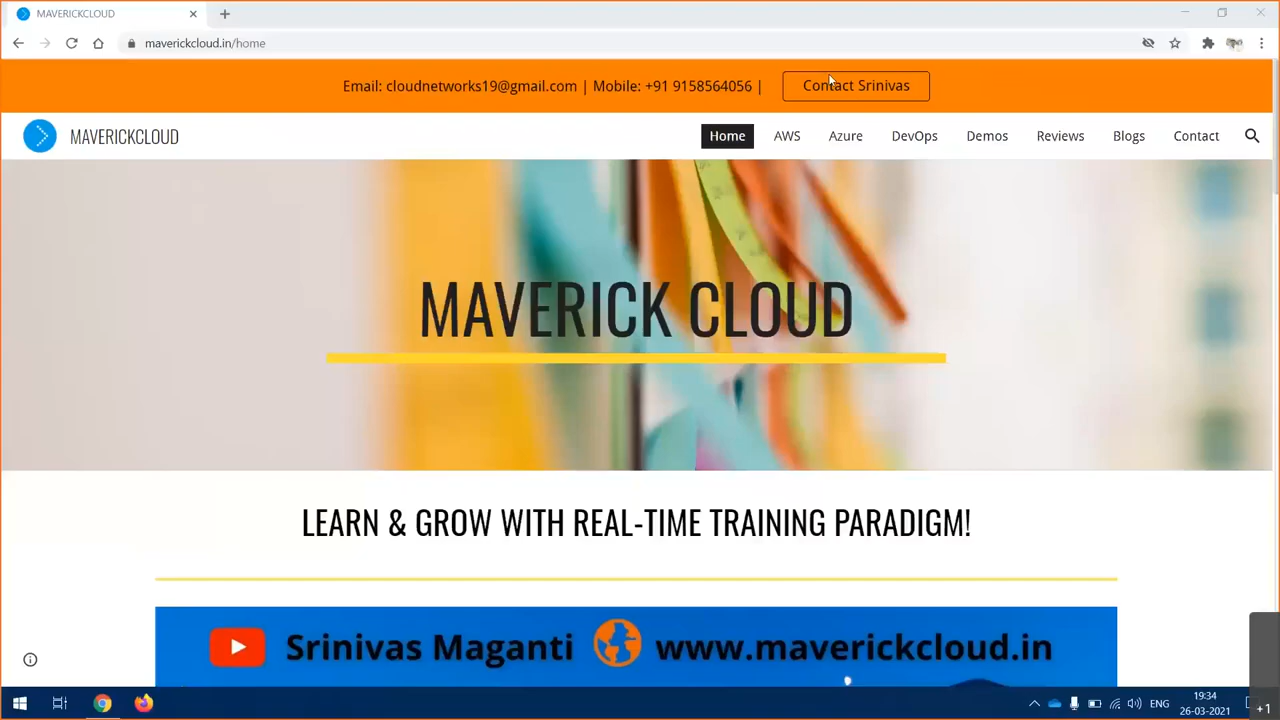 MAVERICKCLOUD
maverickcloud.in/home
Email: cloudnetworks19@gmail.com | Mobile: +91 9158564056 | Contact Srinivas
MAVERICKCLOUD Home AWS Azure DevOps Demos Reviews Blogs Contact
MAVERICK CLOUD
LEARN & GROW WITH REAL-TIME TRAINING PARADIGM!
Srinivas Maganti www.maverickcloud.in
ENG
19:34
26-03-2021
+1